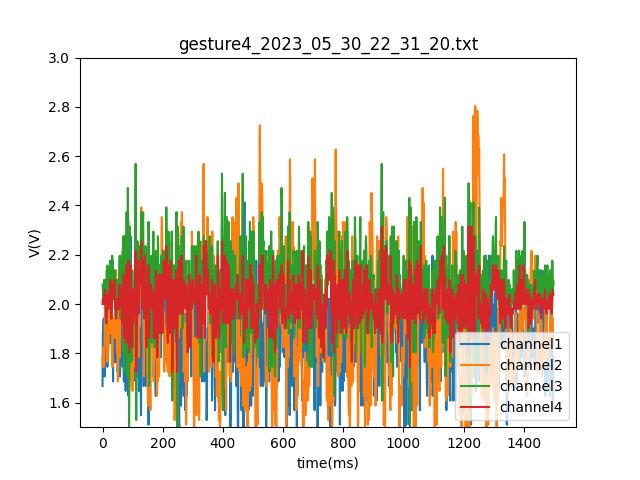 gesture4_2023_05_30_22_31_20.txt
3.0
2.8
2.6
2.4
2.2
2.0
1.8
1.6
V(V)
channel1
channel2
channel3
channel4
0 200 400 600 800 1000 1200 1400
time(ms)